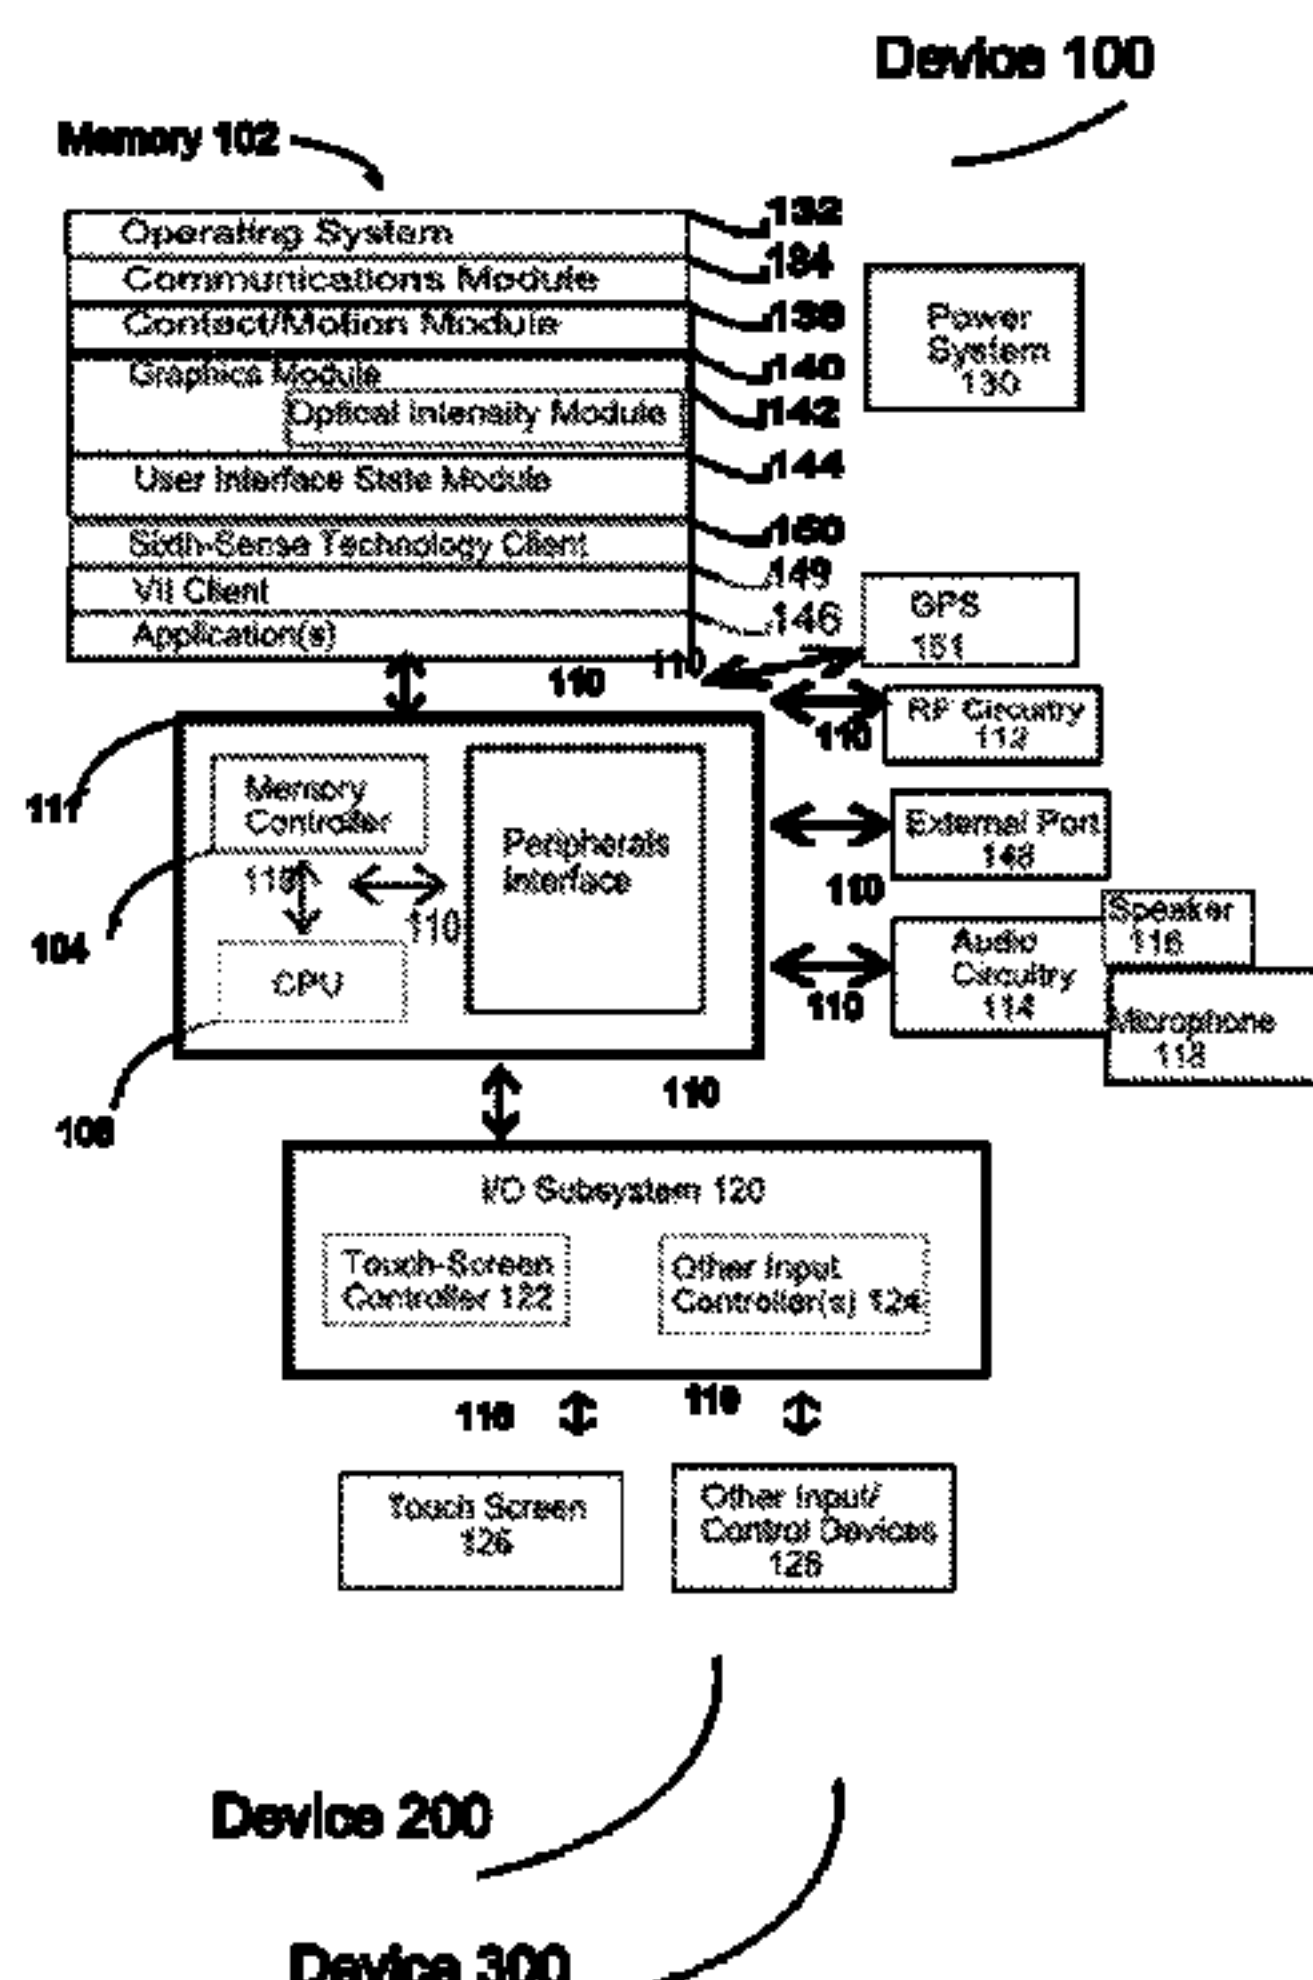 Device 100
Memory 102
Operating System
132
Communications Module
134
Contact/Motion Module
138
Graphics Module
140
Optical Intensity Module
142
User Interface State Module
144
Sixth-Sense Technology Client
150
VII Client
149
Application(s)
146
Power
System
130
GPS
151
110
110
RF Circuitry
112
110
111
Memory
Controller
110
110
Peripherals
Interface
104
CPU
External Port
148
110
Speaker
116
Audio
Circuitry
114
110
Microphone
118
110
I/O Subsystem 120
Touch-Screen
Controller 122
Other Input
Controller(s) 124
110
110
Touch Screen
126
Other Input/
Control Devices
128
Device 200
Device 300